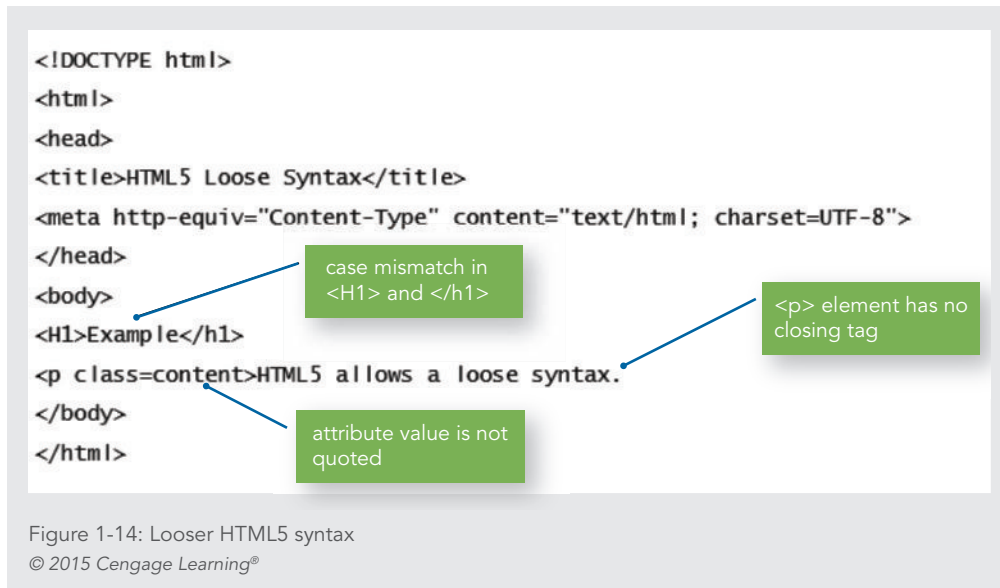 <!DOCTYPE html>
<html>
<head>
<title>HTML5 Loose Syntax</title>
<meta http-equiv="Content-Type" content="text/html; charset=UTF-8">
</head>
case mismatch in
<H1> and </h1>
<body>
<p> element has no
closing tag
<H1>Example</h1>
<p class=content>HTML5 allows a loose syntax.
</body>
attribute value is not
quoted
</html>
Figure 1-14: Looser HTML5 syntax
© 2015 Cengage Learning®